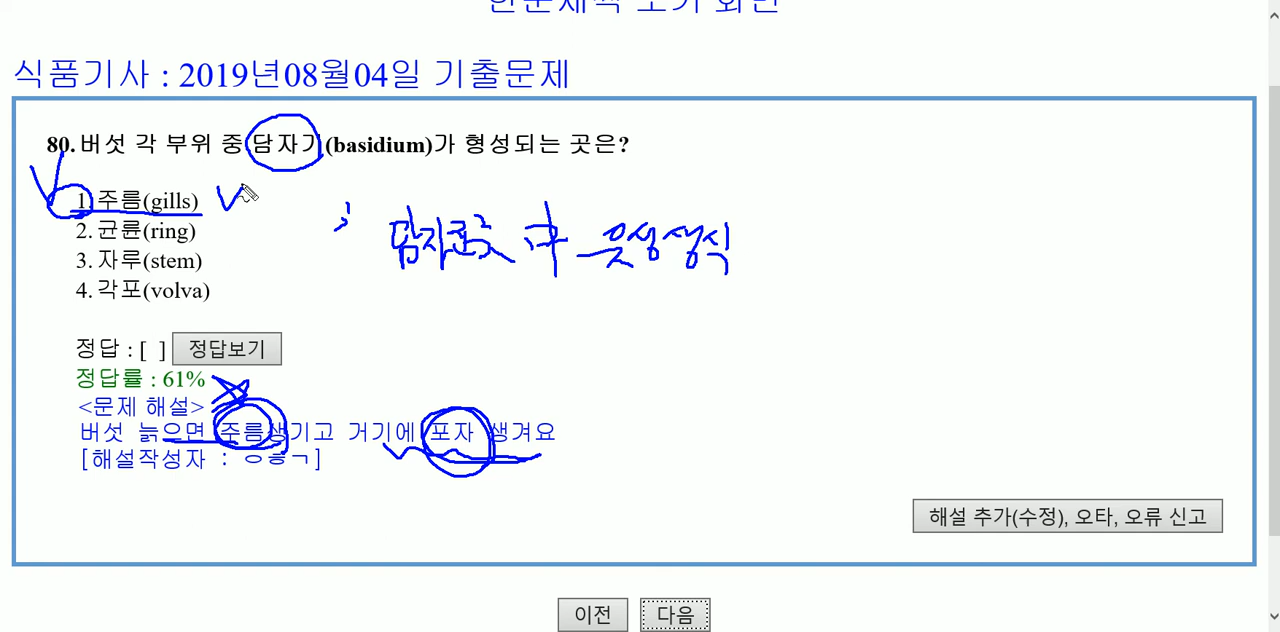 식품기사 : 2019년08월04일 기출문제
80. 버섯 각 부위 중 담자기(basidium)가 형성되는 곳은?
1. 주름(gills)
2. 균륜(ring)
3. 자루(stem)
4. 각포(volva)
담자균류 中 유성생식
정답 : [ ] 정답보기
정답률 : 61%
<문제 해설>
버섯 늙으면 주름생기고 거기에 포자 생겨요
[해설작성자 : ㅇㅎㄱ]
해설 추가(수정), 오타, 오류 신고
이전 다음